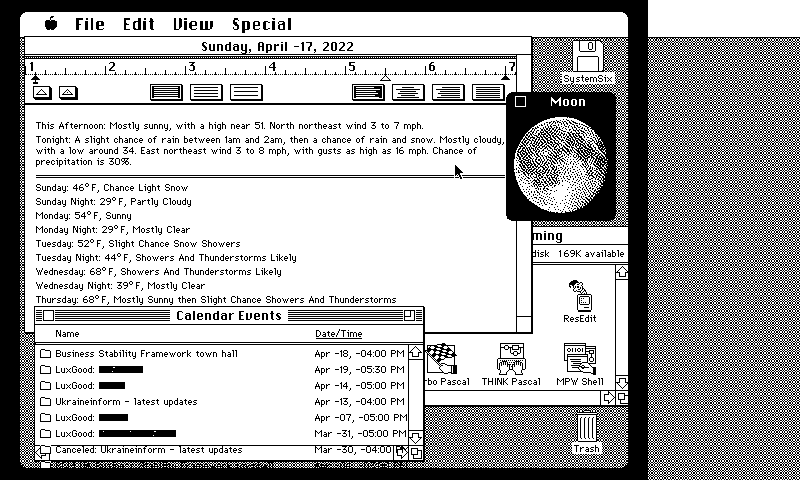 File Edit View Special
Sunday, April -17, 2022
1 2 3 4 5 6 7
SystemSix
Moon
This Afternoon: Mostly sunny, with a high near 51. North northeast wind 3 to 7 mph.
Tonight: A slight chance of rain between 1am and 2am, then a chance of rain and snow. Mostly cloudy,
with a low around 34. East northeast wind 3 to 8 mph, with gusts as high as 16 mph. Chance of
precipitation is 30%.
Sunday: 46°F, Chance Light Snow
Sunday Night: 29°F, Partly Cloudy
Monday: 54°F, Sunny
Monday Night: 29°F, Mostly Clear
Tuesday: 52°F, Slight Chance Snow Showers
Tuesday Night: 44°F, Showers And Thunderstorms Likely
Wednesday: 68°F, Showers And Thunderstorms Likely
Wednesday Night: 39°F, Mostly Clear
Thursday: 68°F, Mostly Sunny then Slight Chance Showers And Thunderstorms
ming
disk 169K available
ResEdit
rbo Pascal THINK Pascal MPW Shell
Trash
Calendar Events
Name Date/Time
Business Stability Framework town hall Apr -18, -04:00 PM
LuxGood: Apr -19, -05:30 PM
LuxGood: Apr -14, -05:00 PM
Ukraineinform - latest updates Apr -13, -04:00 PM
LuxGood: Apr -07, -05:00 PM
LuxGood: Mar -31, -05:00 PM
Canceled: Ukraineinform - latest updates Mar -30, -04:00 PM